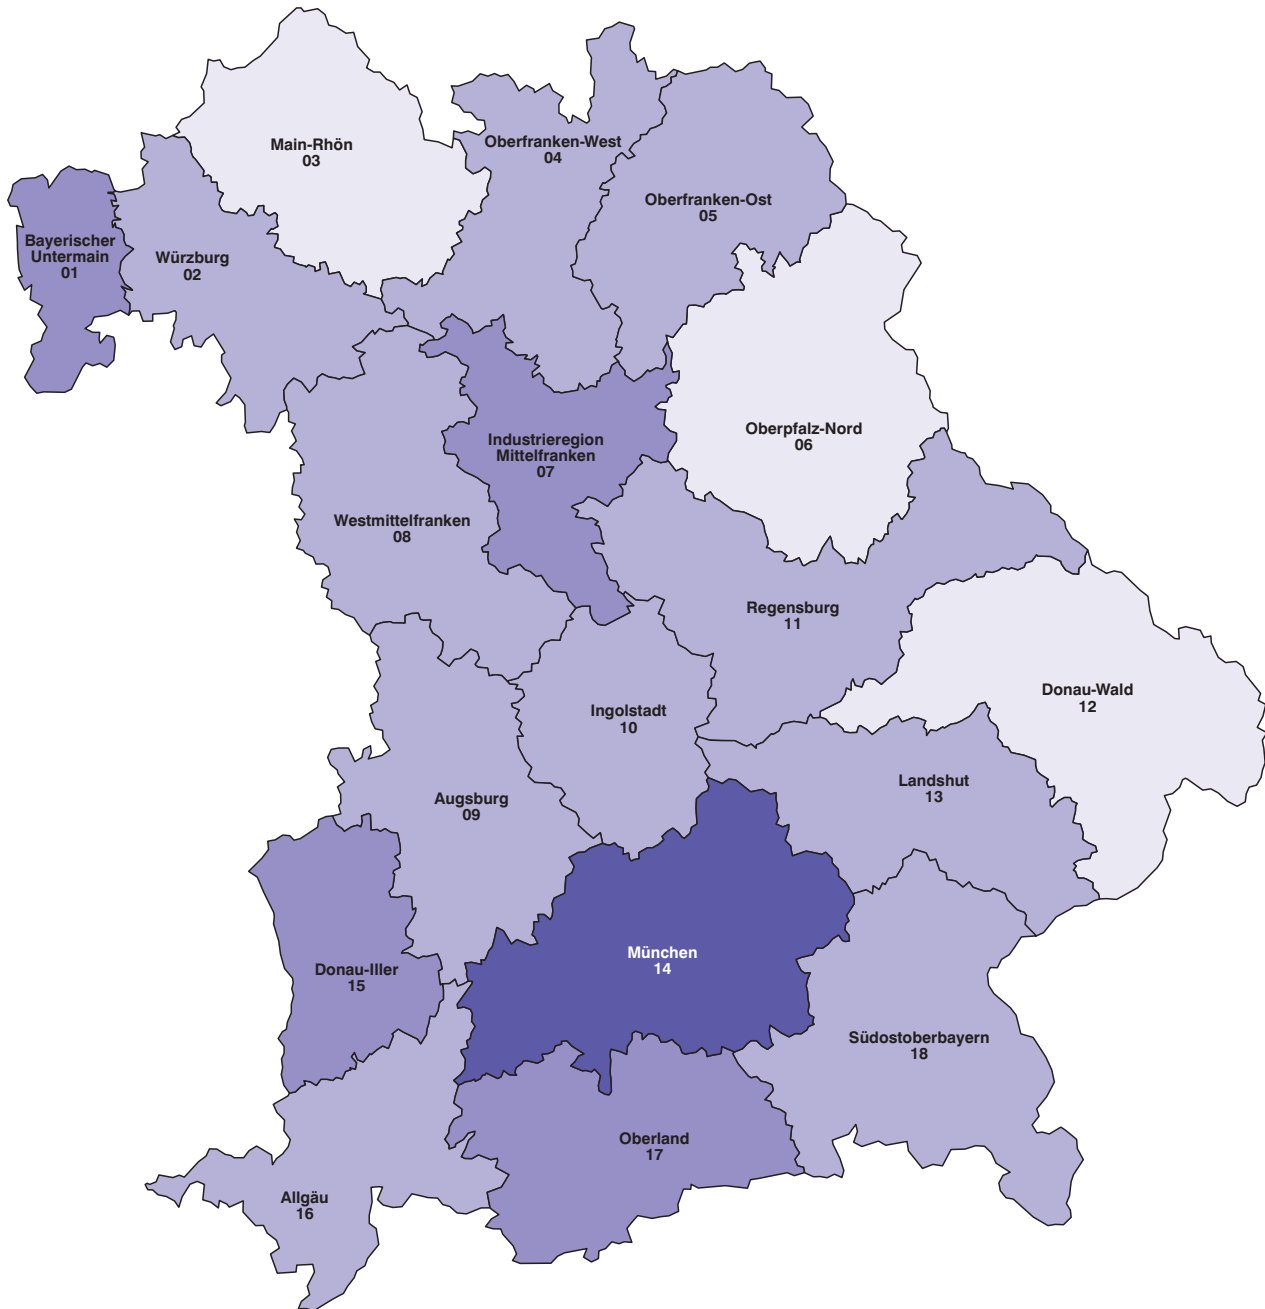 Main-Rhön
03
Oberfranken-West
04
Oberfranken-Ost
05
Bayerischer
Untermain
01
Würzburg
02
Oberpfalz-Nord
06
Industrieregion
Mittelfranken
07
Westmittelfranken
08
Regensburg
11
Donau-Wald
12
Ingolstadt
10
Landshut
13
Augsburg
09
München
14
Donau-Iller
15
Südostoberbayern
18
Oberland
17
Allgäu
16